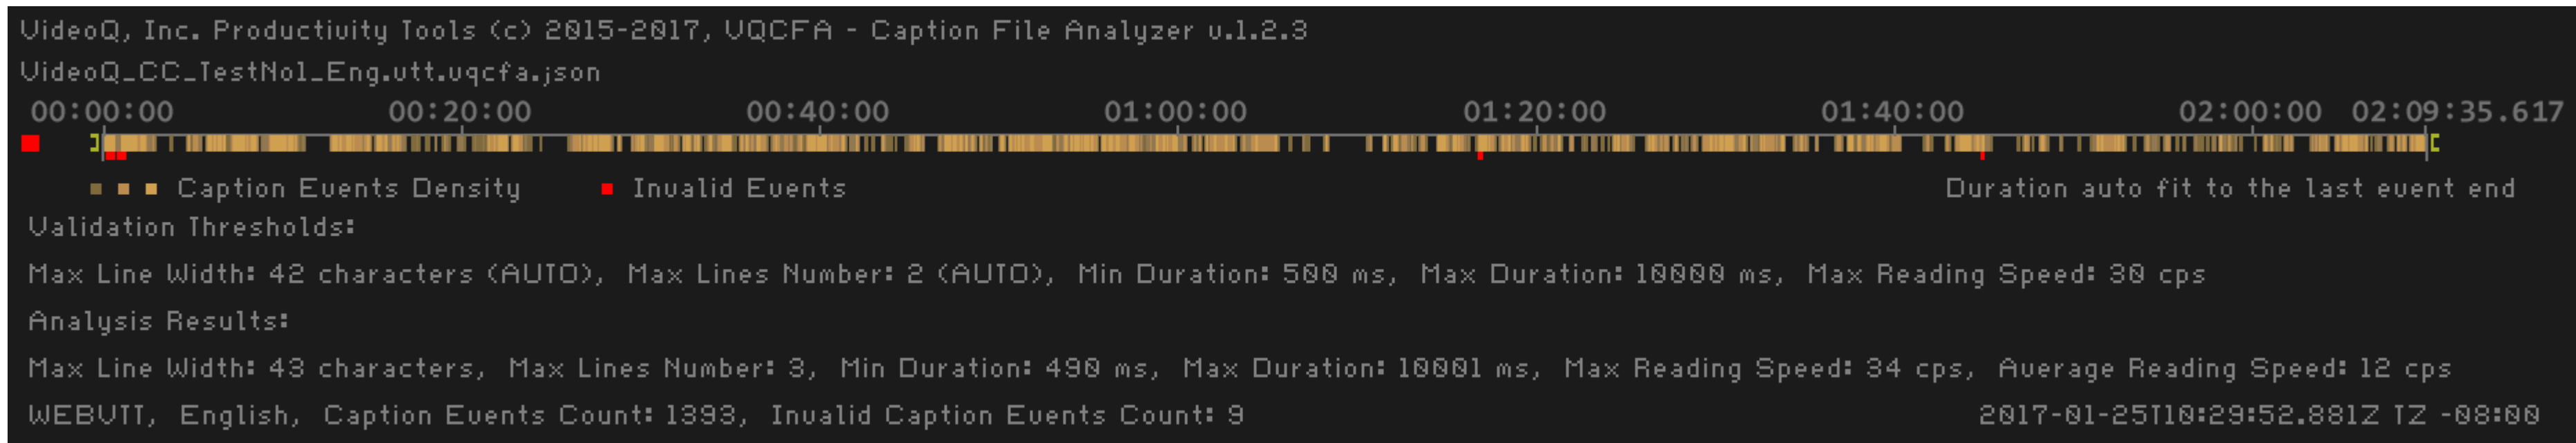 VideoQ, Inc. Productivity Tools (c) 2015-2017, VQCFA - Caption File Analyzer v.1.2.3
VideoQ_CC_TestNo1_Eng.vtt.vqcfa.json
00:00:00 00:20:00 00:40:00 01:00:00 01:20:00 01:40:00 02:00:00 02:09:35.617
Caption Events Density Invalid Events Duration auto fit to the last event end
Validation Thresholds:
Max Line Width: 42 characters (AUTO), Max Lines Number: 2 (AUTO), Min Duration: 500 ms, Max Duration: 10000 ms, Max Reading Speed: 30 cps
Analysis Results:
Max Line Width: 43 characters, Max Lines Number: 3, Min Duration: 490 ms, Max Duration: 10001 ms, Max Reading Speed: 34 cps, Average Reading Speed: 12 cps
WEBVTT, English, Caption Events Count: 1393, Invalid Caption Events Count: 9 2017-01-25T10:29:52.881Z TZ -08:00